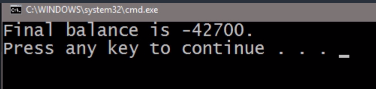 C:\WINDOWS\system32\cmd.exe
Final balance is -42700.
Press any key to continue . . . _